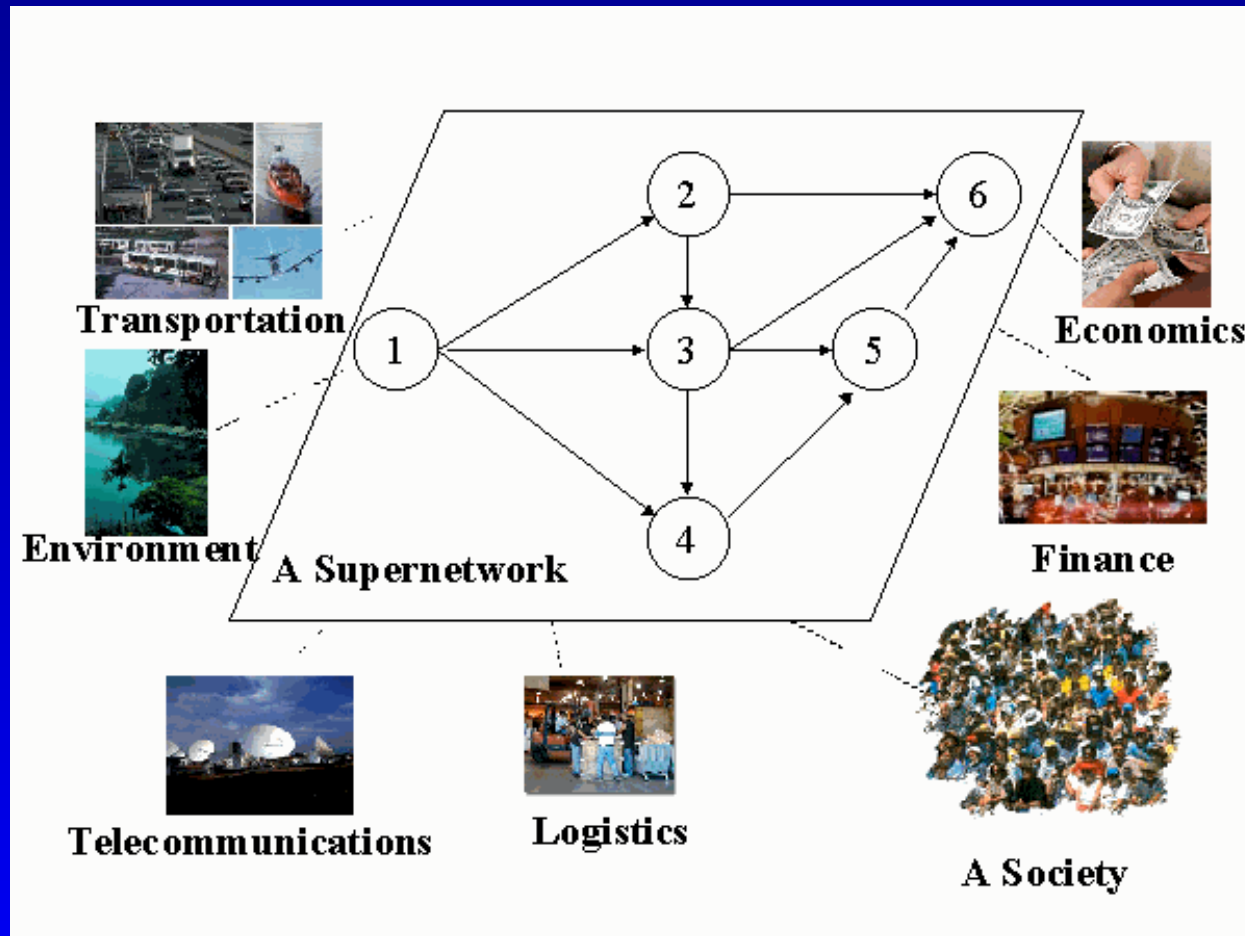 2
6
Transportation
1
3
5
Economics
4
Environment
A Supernetwork
Finance
Telecommunications
Logistics
A Society